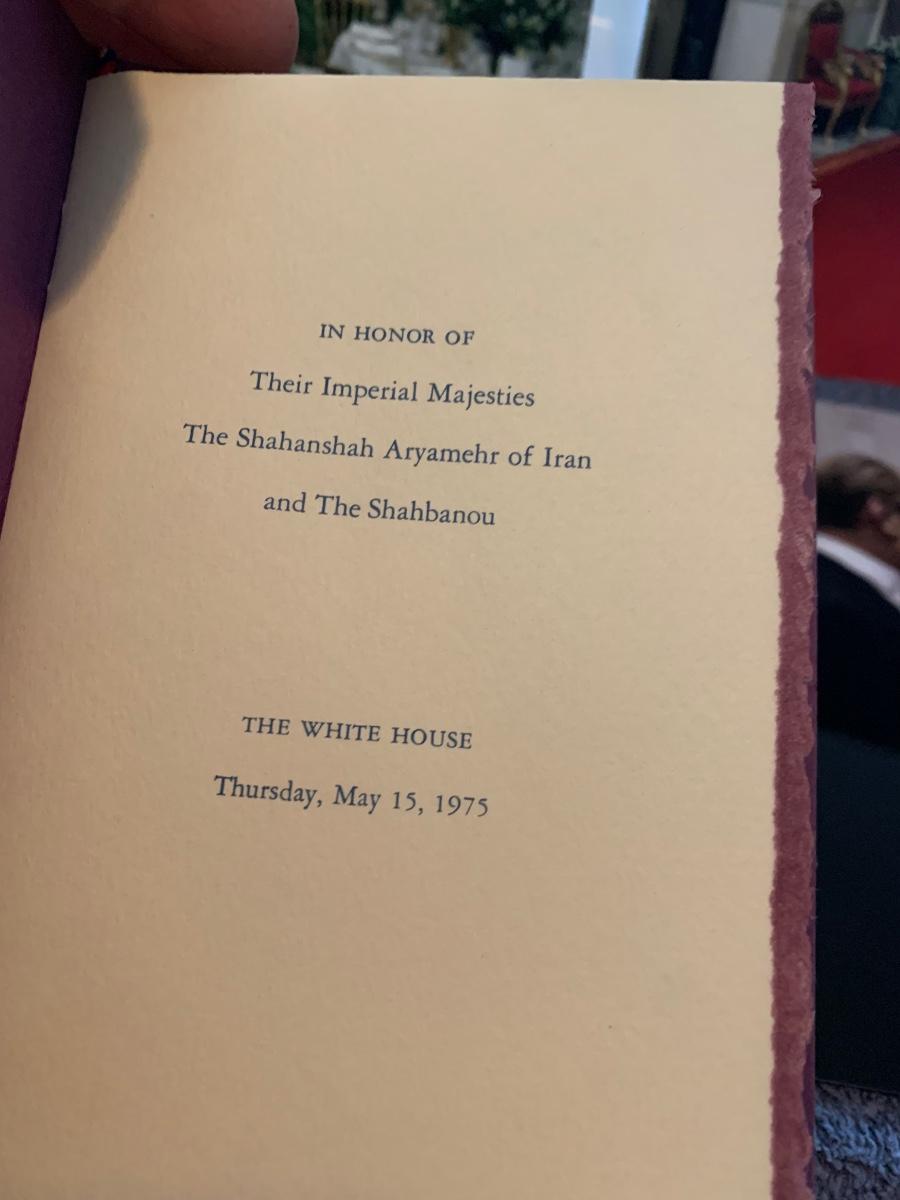 IN HONOR OF
Their Imperial Majesties
The Shahanshah Aryamehr of Iran
and The Shahbanou
THE WHITE HOUSE
Thursday, May 15, 1975